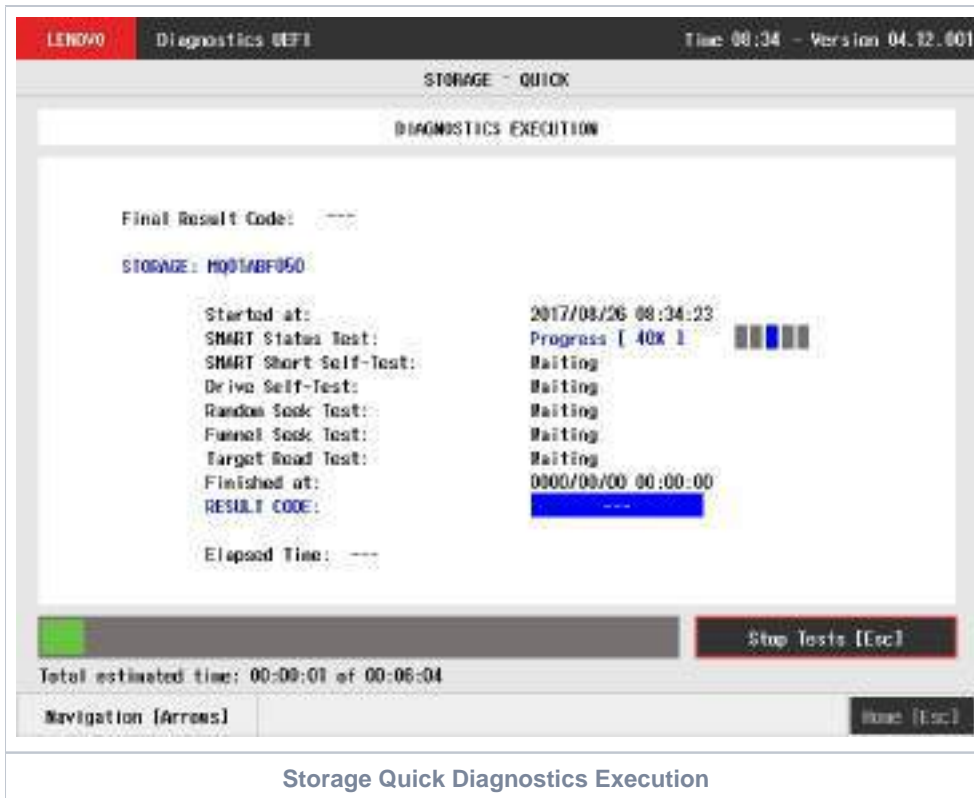 LENOVO Diagnostics UEFI Time 08:34 - Version 04.12.001
STORAGE - QUICK
DIAGNOSTICS EXECUTION
Final Result Code: ---
STORAGE: MQ01ABF050
Started at: 2017/08/26 08:34:23
SMART Status Test: Progress [ 40% ]
SMART Short Self-Test: Waiting
Drive Self-Test: Waiting
Random Seek Test: Waiting
Funnel Seek Test: Waiting
Target Read Test: Waiting
Finished at: 0000/00/00 00:00:00
RESULT CODE: ---
Elapsed Time: ---
Stop Tests [Esc]
Total estimated time: 00:00:01 of 00:06:04
Navigation [Arrows] Home [Esc]
Storage Quick Diagnostics Execution